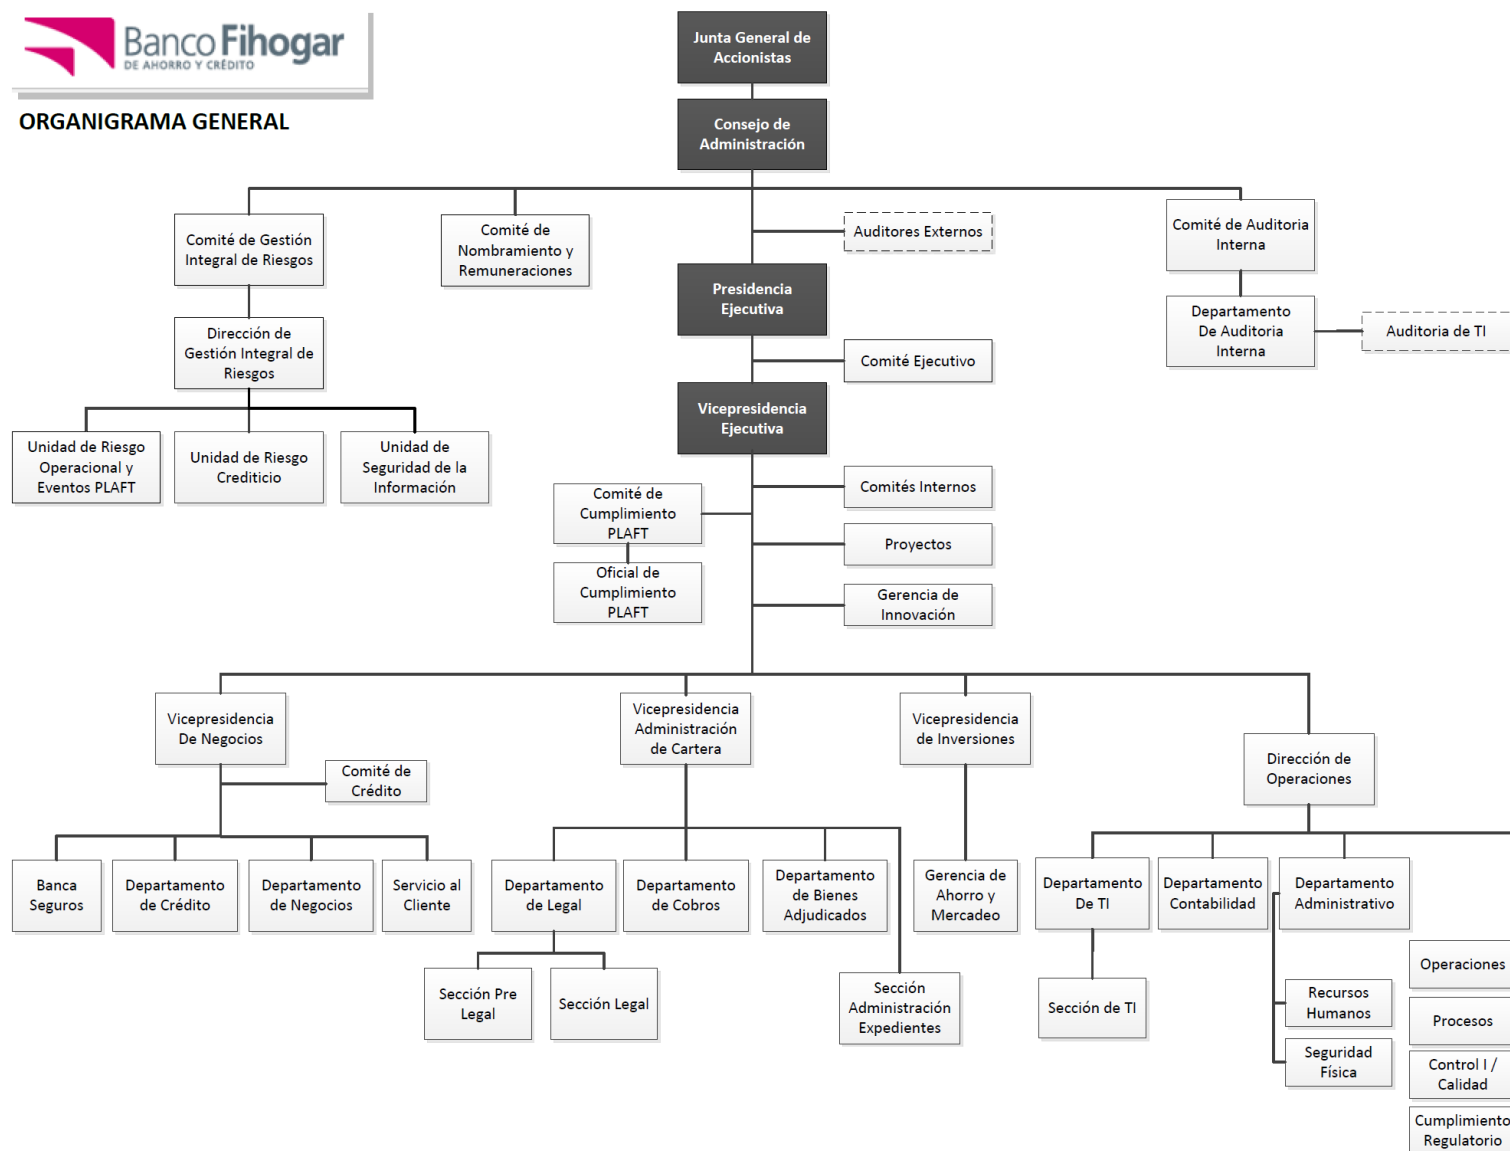 Banco Fihogar
DE AHORRO Y CRÉDITO
ORGANIGRAMA GENERAL
Junta General de
Accionistas
Consejo de
Administración
Comité de Gestión
Integral de Riesgos
Comité de
Nombramiento y
Remuneraciones
Auditores Externos
Comité de Auditoria
Interna
Presidencia
Ejecutiva
Departamento
De Auditoria
Interna
Auditoria de TI
Dirección de
Gestión Integral de
Riesgos
Comité Ejecutivo
Vicepresidencia
Ejecutiva
Unidad de Riesgo
Operacional y
Eventos PLAFT
Unidad de Riesgo
Crediticio
Unidad de
Seguridad de la
Información
Comités Internos
Comité de
Cumplimiento
PLAFT
Proyectos
Oficial de
Cumplimiento
PLAFT
Gerencia de
Innovación
Vicepresidencia
De Negocios
Vicepresidencia
Administración
de Cartera
Vicepresidencia
de Inversiones
Dirección de
Operaciones
Comité de
Crédito
Banca
Seguros
Departamento
de Crédito
Departamento
de Negocios
Servicio al
Cliente
Departamento
de Legal
Departamento
de Cobros
Departamento
de Bienes
Adjudicados
Gerencia de
Ahorro y
Mercadeo
Departamento
De TI
Departamento
Contabilidad
Departamento
Administrativo
Sección Pre
Legal
Sección Legal
Sección
Administración
Expedientes
Sección de TI
Recursos
Humanos
Seguridad
Física
Operaciones
Procesos
Control I /
Calidad
Cumplimiento
Regulatorio